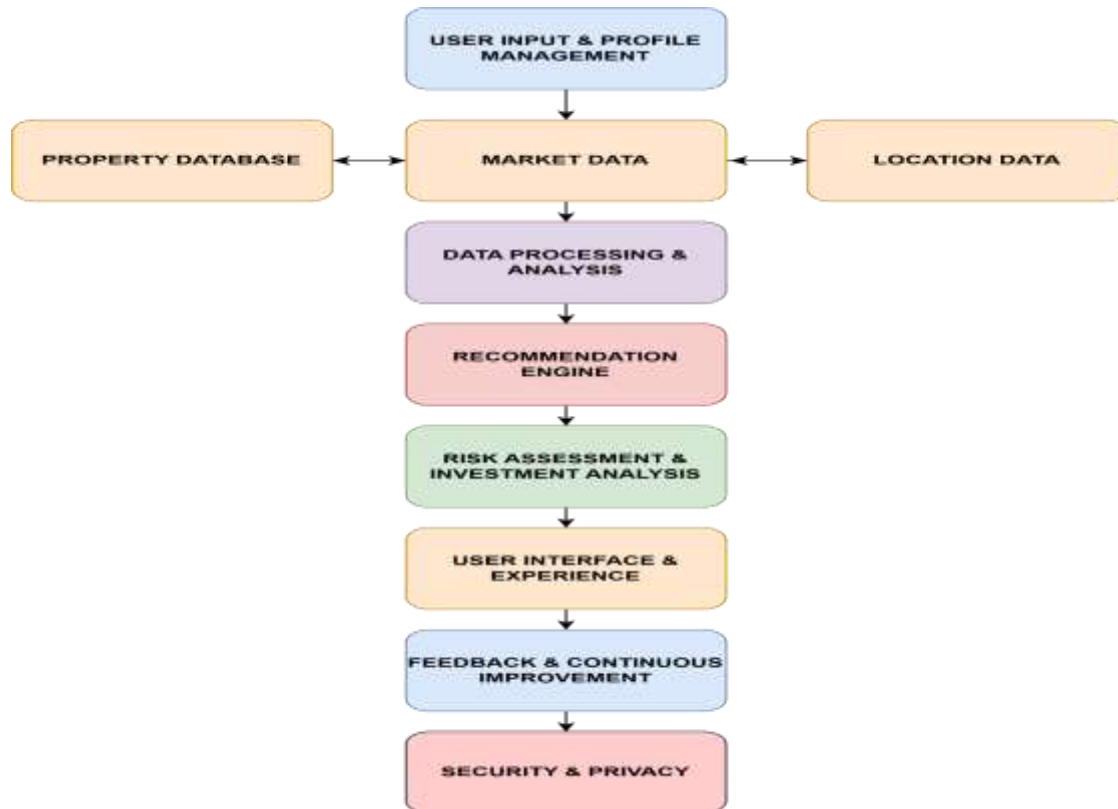 USER INPUT & PROFILE
MANAGEMENT
PROPERTY DATABASE
MARKET DATA
LOCATION DATA
DATA PROCESSING &
ANALYSIS
RECOMMENDATION
ENGINE
RISK ASSESSMENT &
INVESTMENT ANALYSIS
USER INTERFACE &
EXPERIENCE
FEEDBACK & CONTINUOUS
IMPROVEMENT
SECURITY & PRIVACY